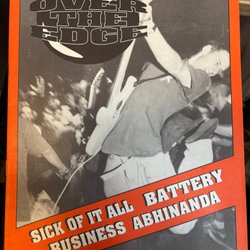 OVER
THE
EDGE
SICK OF IT ALL BATTERY
BUSINESS ABHINANDA